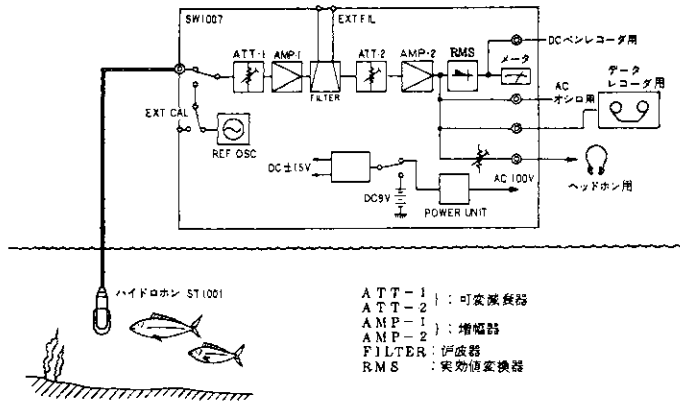 SW1007
EXT FIL
ATT-1
AMP-1
FILTER
ATT-2
AMP-2
RMS
メータ
DCペンレコーダ用
AC
オシロ用
データ
レコーダ用
EXT CAL
REF OSC
DC±15V
DC9V
POWER UNIT
AC 100V
ヘッドホン用
ハイドロホン ST1001
ATT-1
ATT-2 }:可変減衰器
AMP-1
AMP-2 }:増幅器
FILTER:沪波器
RMS :実効値変換器